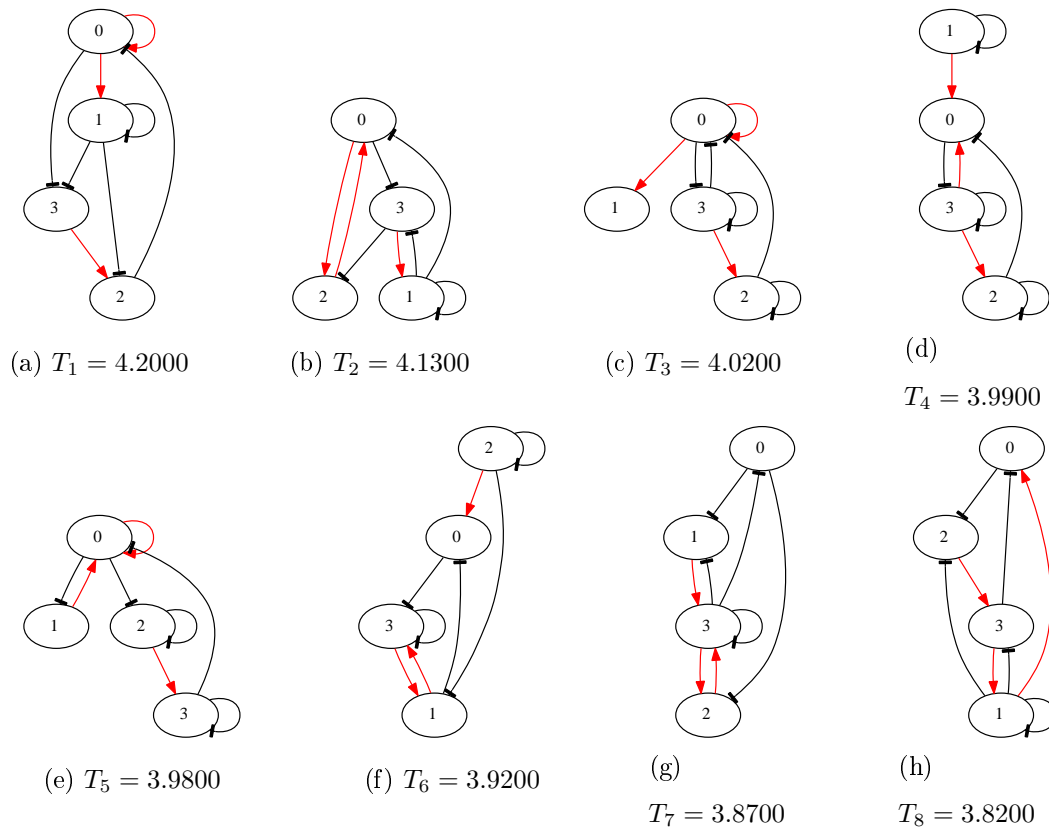 0
1
3
2
(a) T₁ = 4.2000
0
3
2
1
(b) T₂ = 4.1300
0
1
3
2
(c) T₃ = 4.0200
1
0
3
2
(d)
T₄ = 3.9900
0
1
2
3
(e) T₅ = 3.9800
2
0
3
1
(f) T₆ = 3.9200
0
1
3
2
(g)
T₇ = 3.8700
0
2
3
1
(h)
T₈ = 3.8200